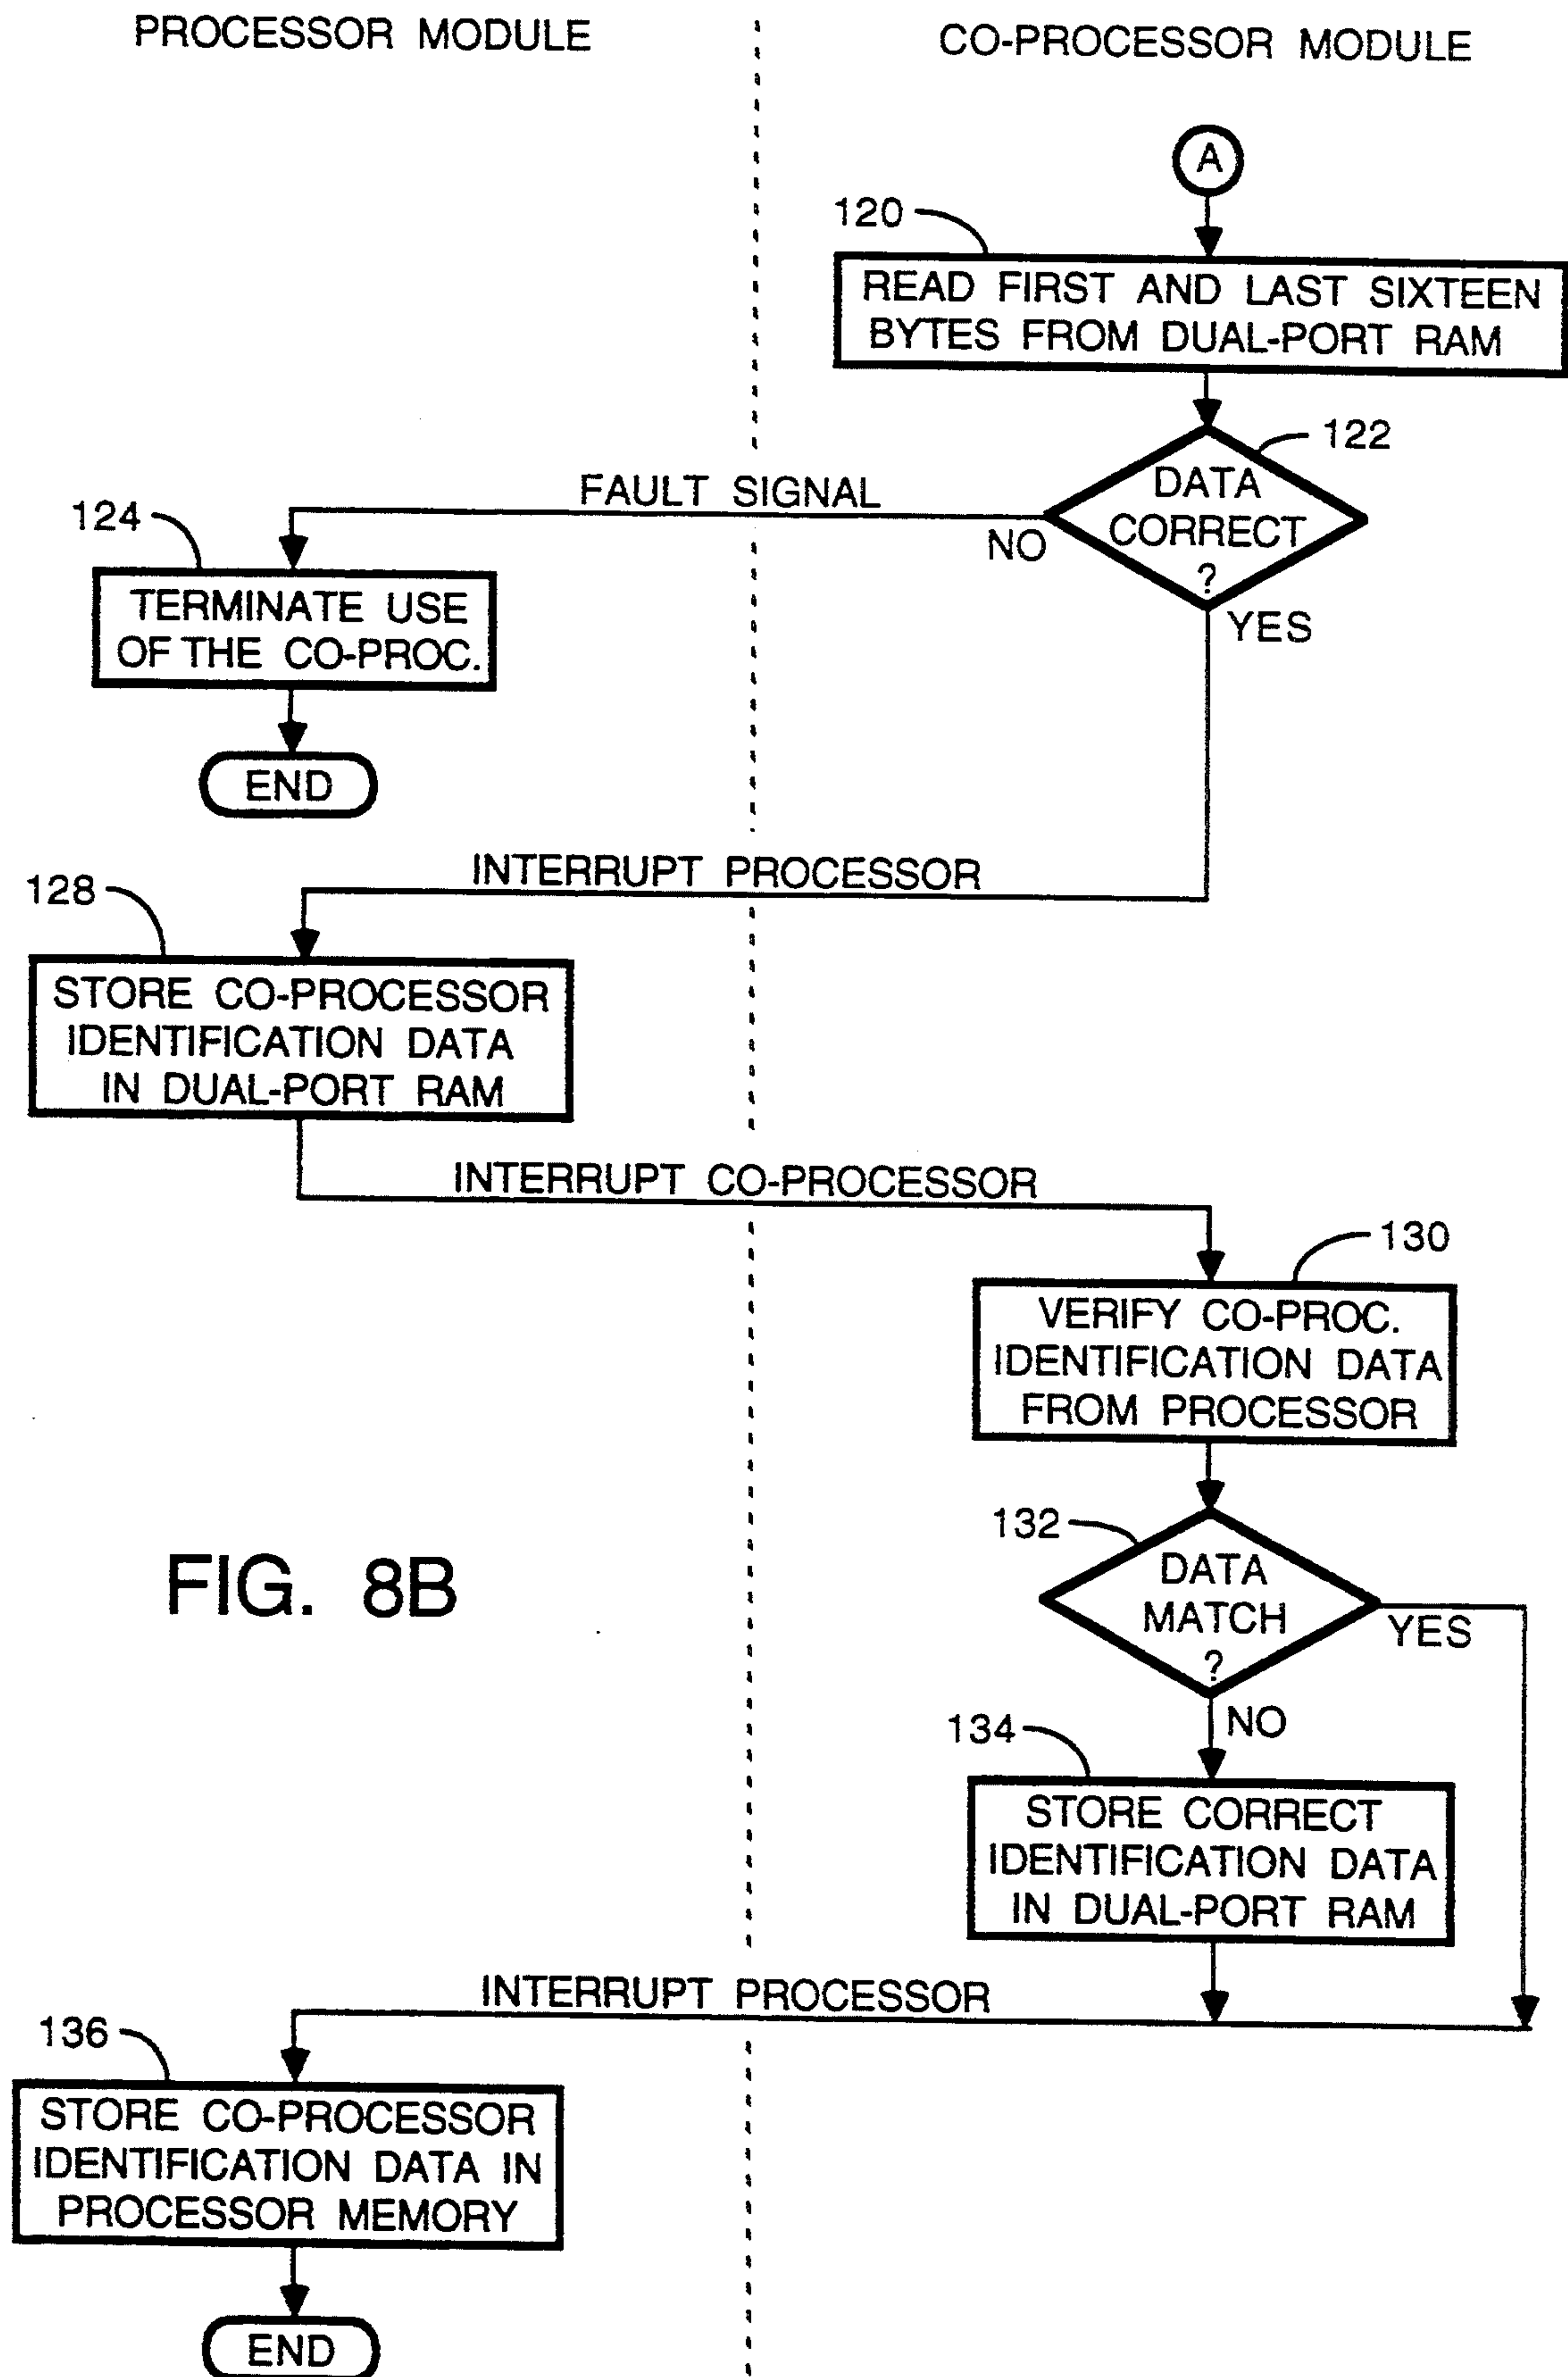 PROCESSOR MODULE
CO-PROCESSOR MODULE
A
120
READ FIRST AND LAST SIXTEEN
BYTES FROM DUAL-PORT RAM
122
DATA
CORRECT
?
FAULT SIGNAL
NO
YES
124
TERMINATE USE
OF THE CO-PROC.
END
INTERRUPT PROCESSOR
128
STORE CO-PROCESSOR
IDENTIFICATION DATA
IN DUAL-PORT RAM
INTERRUPT CO-PROCESSOR
130
VERIFY CO-PROC.
IDENTIFICATION DATA
FROM PROCESSOR
132
DATA
MATCH
?
YES
NO
FIG. 8B
134
STORE CORRECT
IDENTIFICATION DATA
IN DUAL-PORT RAM
INTERRUPT PROCESSOR
136
STORE CO-PROCESSOR
IDENTIFICATION DATA IN
PROCESSOR MEMORY
END